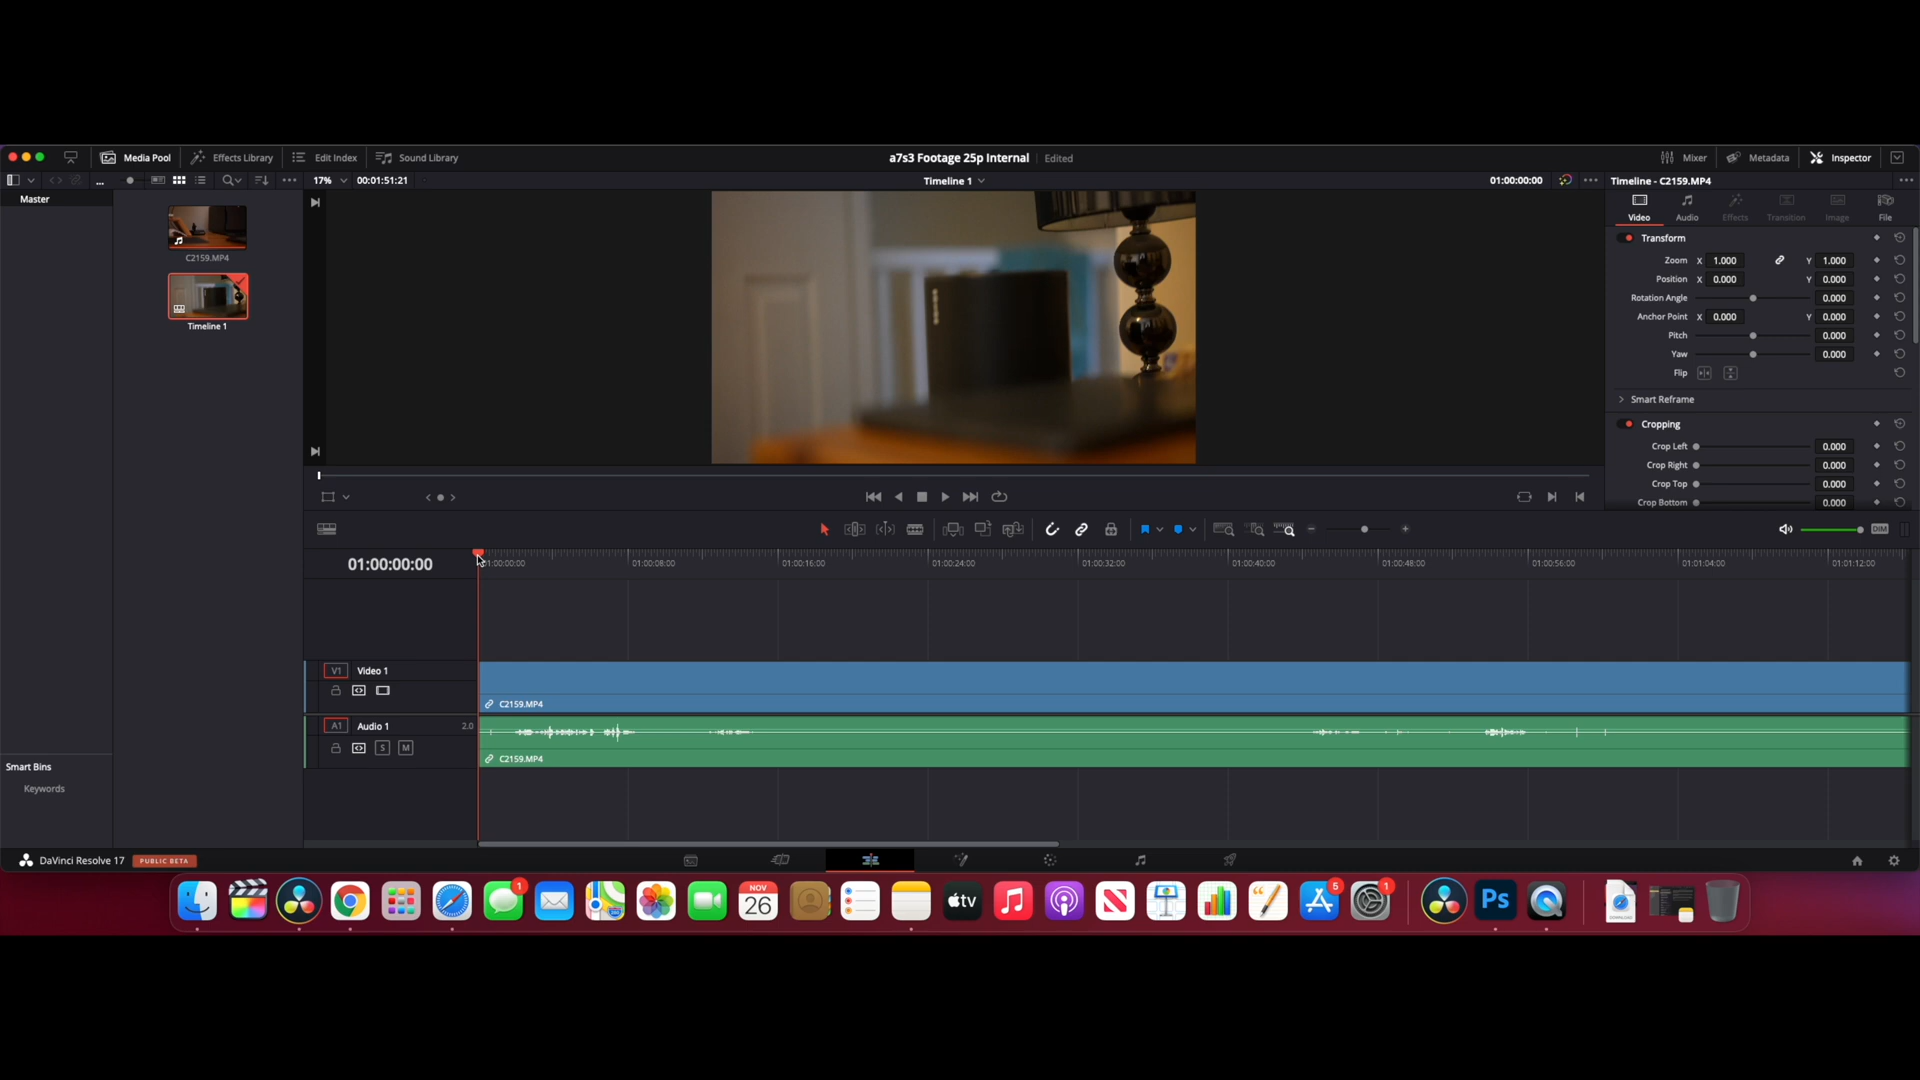 Media Pool Effects Library Edit Index Sound Library a7s3 Footage 25p Internal Edited Mixer Metadata Inspector
... 17% 00:01:51:21 Timeline 1 01:00:00:00 Timeline - C2159.MP4
Master
C2159.MP4
Timeline 1
Video Audio Effects Transition Image File
Transform
Zoom X 1.000 Y 1.000
Position X 0.000 Y 0.000
Rotation Angle 0.000
Anchor Point X 0.000 Y 0.000
Pitch 0.000
Yaw 0.000
Flip
Smart Reframe
Cropping
Crop Left 0.000
Crop Right 0.000
Crop Top 0.000
Crop Bottom 0.000
DIM
01:00:00:00 01:00:00:00 01:00:08:00 01:00:16:00 01:00:24:00 01:00:32:00 01:00:40:00 01:00:48:00 01:00:56:00 01:01:04:00 01:01:12:00
V1 Video 1
C2159.MP4
A1 Audio 1 2.0
S M
C2159.MP4
Smart Bins
Keywords
DaVinci Resolve 17 PUBLIC BETA
1 NOV 26 tv 5 1 Ps
DOWNLOAD